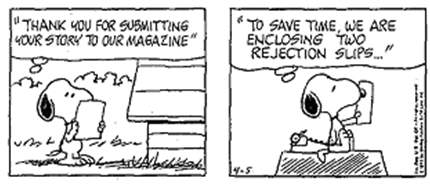 "THANK YOU FOR SUBMITTING
YOUR STORY TO OUR MAGAZINE"
"TO SAVE TIME, WE ARE
ENCLOSING TWO
REJECTION SLIPS..."
4-5